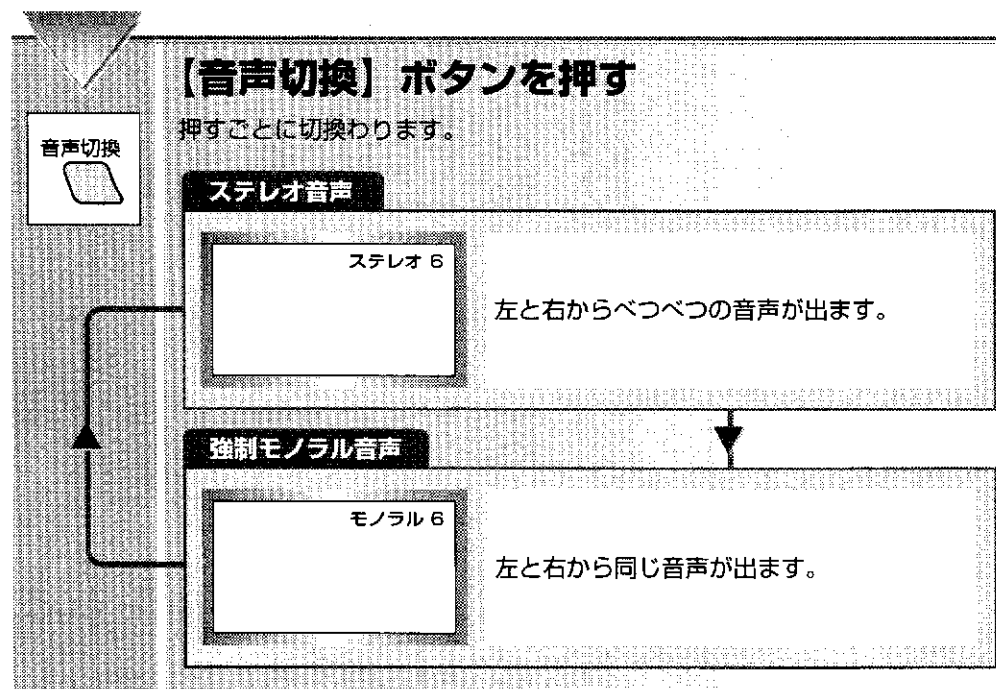 【音声切換】ボタンを押す
押すごとに切換わります。
音声切換
ステレオ音声
ステレオ 6
左と右からべつべつの音声が出ます。
強制モノラル音声
モノラル 6
左と右から同じ音声が出ます。